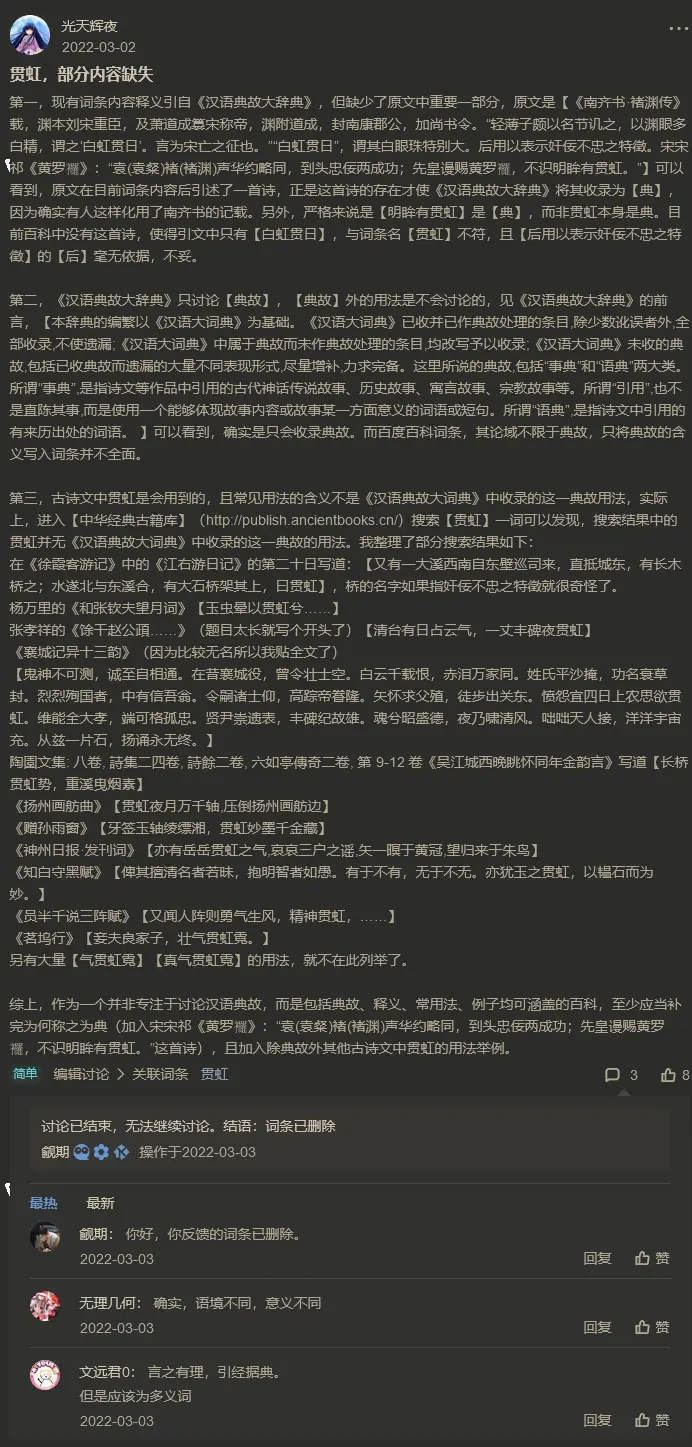 光天辉夜
2022-03-02
贯虹，部分内容缺失
第一，现有词条内容释义引自《汉语典故大辞典》，但缺少了原文中重要一部分，原文是【《南齐书·褚渊传》
载，渊本刘宋重臣，及萧道成篡宋称帝，渊附道成，封南康郡公，加尚书令。“轻薄子颇以名节讥之，以渊眼多
白精，谓之‘白虹贯日’。言为宋亡之征也。”“白虹贯日”，谓其白眼珠特别大。后用以表示奸佞不忠之特徵。宋宋
祁《黄罗襬》：“袁(袁粲)褚(褚渊)声华约略同，到头忠佞两成功；先皇谩赐黄罗襬，不识明眸有贯虹。”】可以
看到，原文在目前词条内容后引述了一首诗，正是这首诗的存在才使《汉语典故大辞典》将其收录为【典】，
因为确实有人这样化用了南齐书的记载。另外，严格来说是【明眸有贯虹】是【典】，而非贯虹本身是典。目
前百科中没有这首诗，使得引文中只有【白虹贯日】，与词条名【贯虹】不符，且【后用以表示奸佞不忠之特
徵】的【后】毫无依据，不妥。
第二，《汉语典故大辞典》只讨论【典故】，【典故】外的用法是不会讨论的，见《汉语典故大辞典》的前
言，【本辞典的编纂以《汉语大词典》为基础。《汉语大词典》已收并已作典故处理的条目,除少数讹误者外,全
部收录,不使遗漏;《汉语大词典》中属于典故而未作典故处理的条目,均改写予以收录;《汉语大词典》未收的典
故,包括已收典故而遗漏的大量不同表现形式,尽量增补,力求完备。这里所说的典故,包括“事典”和“语典”两大类。
所谓“事典”,是指诗文等作品中引用的古代神话传说故事、历史故事、寓言故事、宗教故事等。所谓“引用”,也不
是直陈其事,而是使用一个能够体现故事内容或故事某一方面意义的词语或短句。所谓“语典”,是指诗文中引用的
有来历出处的词语。 】可以看到，确实是只会收录典故。而百度百科词条，其论域不限于典故，只将典故的含
义写入词条并不全面。
第三，古诗文中贯虹是会用到的，且常见用法的含义不是《汉语典故大词典》中收录的这一典故用法，实际
上，进入【中华经典古籍库】（http://publish.ancientbooks.cn/）搜索【贯虹】一词可以发现，搜索结果中的
贯虹并无《汉语典故大词典》中收录的这一典故的用法。我整理了部分搜索结果如下：
在《徐霞客游记》中的《江右游日记》的第二十日写道：【又有一大溪西南自东壁巡司来，直抵城东，有长木
桥之；水遂北与东溪合，有大石桥架其上，日贯虹】，桥的名字如果指奸佞不忠之特徵就很奇怪了。
杨万里的《和张钦夫望月词》【玉虫晕以贯虹兮……】
张孝祥的《馀干赵公頙……》（题目太长就写个开头了）【清台有日占云气，一丈丰碑夜贯虹】
《襄城记异十三韵》（因为比较无名所以我贴全文了）
【鬼神不可测，诚至自相通。在昔襄城役，曾令壮士空。白云千载恨，赤泪万家同。姓氏平沙掩，功名衰草
封。烈烈殉国者，中有信吾翁。令嗣诸士仰，高踪帝眷隆。矢怀求父殖，徒步出关东。愤怨宜四日上农思欲贯
虹。维能全大孝，端可格孤忠。贤尹崇遗表，丰碑纪故雄。魂兮昭盛德，夜乃啸清风。咄咄天人接，洋洋宇宙
充。从兹一片石，扬诵永无终。】
陶園文集: 八卷, 詩集二四卷, 詩餘二卷, 六如亭傳奇二卷, 第 9-12 卷《吴江城西晚眺怀同年金韵言》写道【长桥
贯虹势，重溪曳烟素】
《扬州画舫曲》【贯虹夜月万千轴,压倒扬州画舫边】
《赠孙雨窗》【牙签玉轴绫缥湘，贯虹妙墨千金藏】
《神州日报·发刊词》【亦有岳岳贯虹之气,哀哀三户之谣,矢一瞑于黄冠,望归来于朱鸟】
《知白守黑赋》【俾其擅清名者若昧，抱明智者如愚。有于不有，无于不无。亦犹玉之贯虹，以韫石而为
妙。】
《员半千说三阵赋》【又闻人阵则勇气生风，精神贯虹，……】
《茗坞行》【妾夫良家子，壮气贯虹霓。】
另有大量【气贯虹霓】【真气贯虹霓】的用法，就不在此列举了。
综上，作为一个并非专注于讨论汉语典故，而是包括典故、释义、常用法、例子均可涵盖的百科，至少应当补
完为何称之为典（加入宋宋祁《黄罗襬》：“袁(袁粲)褚(褚渊)声华约略同，到头忠佞两成功；先皇谩赐黄罗
襬，不识明眸有贯虹。”这首诗），且加入除典故外其他古诗文中贯虹的用法举例。
简单 编辑讨论 > 关联词条 贯虹 3 8
讨论已结束，无法继续讨论。结语：词条已删除
觎期 操作于2022-03-03
最热 最新
觎期： 你好，你反馈的词条已删除。
2022-03-03 回复 赞
无理几何： 确实，语境不同，意义不同
2022-03-03 回复 赞
文远君0： 言之有理，引经据典。
但是应该为多义词
2022-03-03 回复 赞